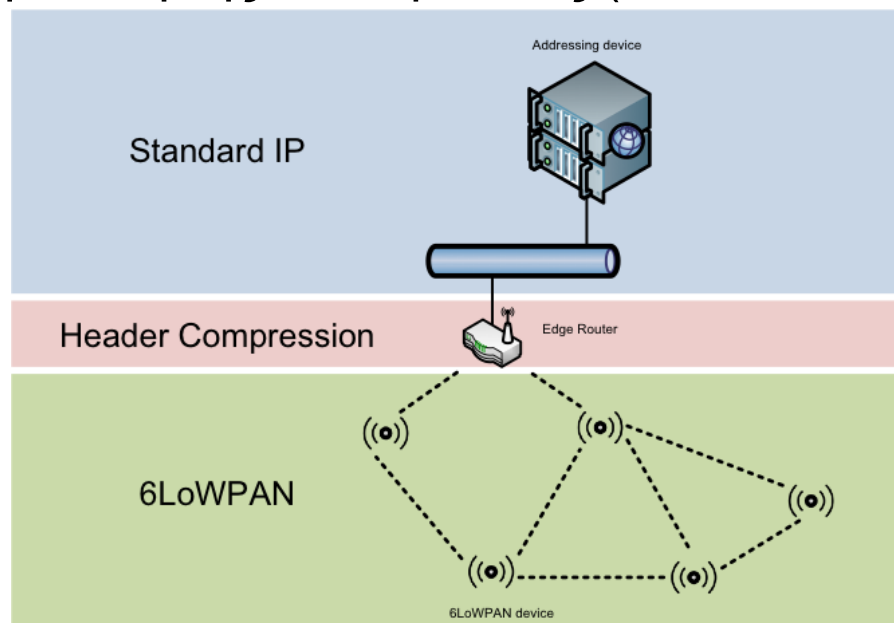 Addressing device
Standard IP
Header Compression
Edge Router
6LoWPAN
6LoWPAN device